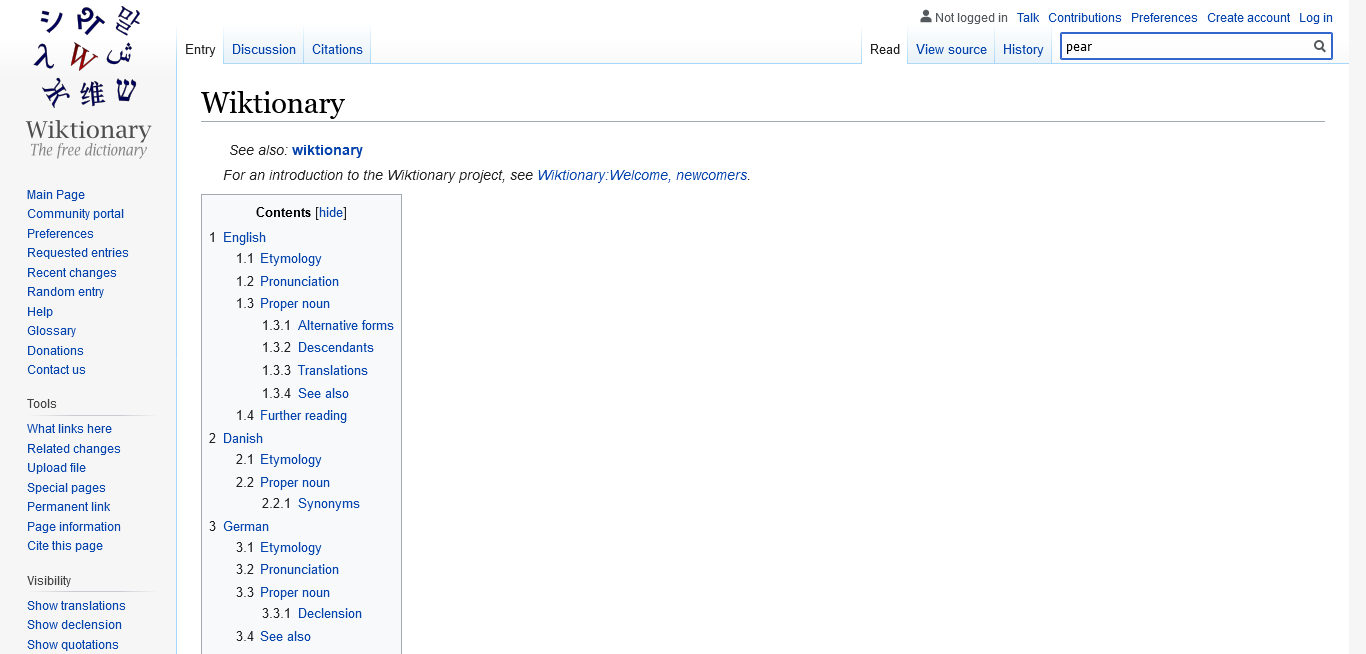 Not logged in Talk Contributions Preferences Create account Log in
Entry Discussion Citations Read View source History pear
Wiktionary
The free dictionary
Main Page
Community portal
Preferences
Requested entries
Recent changes
Random entry
Help
Glossary
Donations
Contact us
Tools
What links here
Related changes
Upload file
Special pages
Permanent link
Page information
Cite this page
Visibility
Show translations
Show declension
Show quotations
Wiktionary
See also: wiktionary
For an introduction to the Wiktionary project, see Wiktionary:Welcome, newcomers.
Contents [hide]
1 English
1.1 Etymology
1.2 Pronunciation
1.3 Proper noun
1.3.1 Alternative forms
1.3.2 Descendants
1.3.3 Translations
1.3.4 See also
1.4 Further reading
2 Danish
2.1 Etymology
2.2 Proper noun
2.2.1 Synonyms
3 German
3.1 Etymology
3.2 Pronunciation
3.3 Proper noun
3.3.1 Declension
3.4 See also